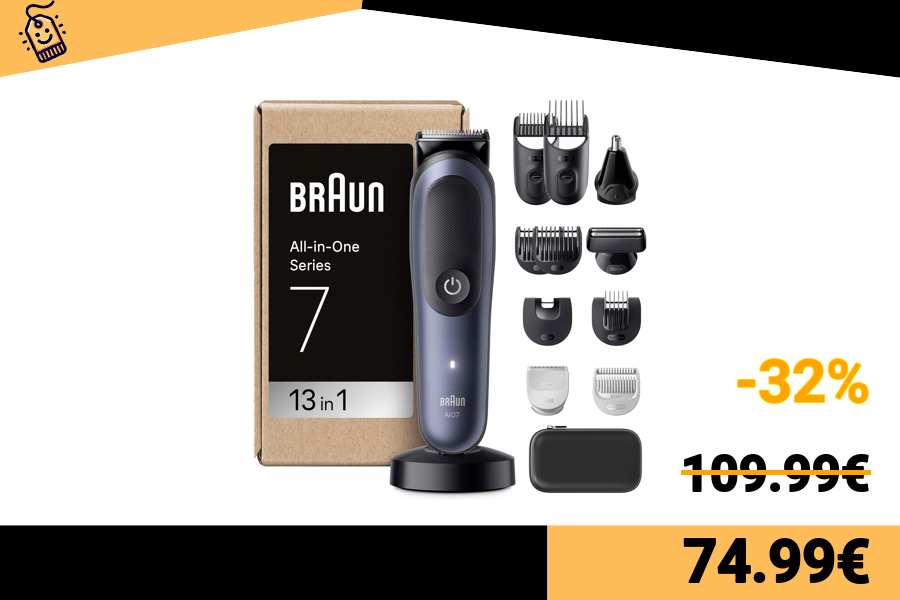 BRAUN
All-in-One
Series
7
13 in 1
BRAUN
AIO7
-32%
109.99€
74.99€